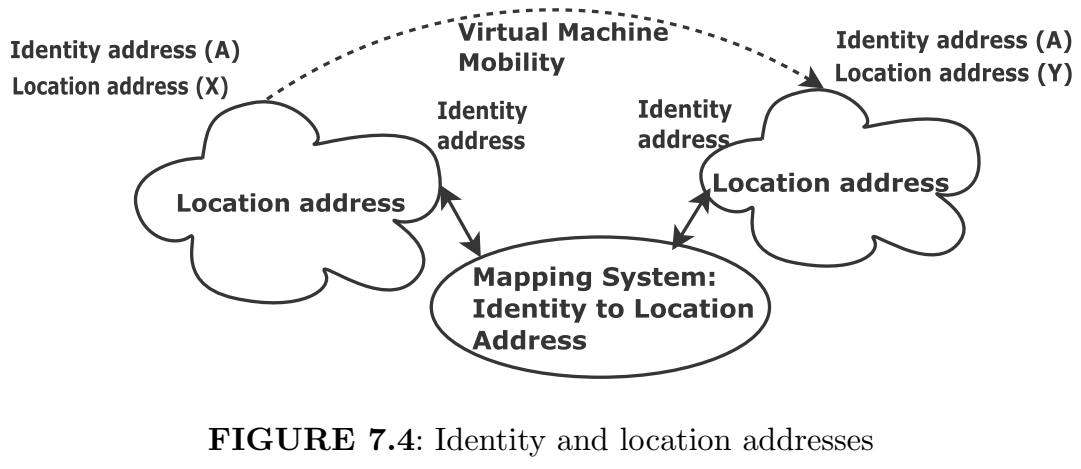 Identity address (A)
Location address (X)
Virtual Machine
Mobility
Identity address (A)
Location address (Y)
Identity
address
Identity
address
Location address
Location address
Mapping System:
Identity to Location
Address
FIGURE 7.4: Identity and location addresses